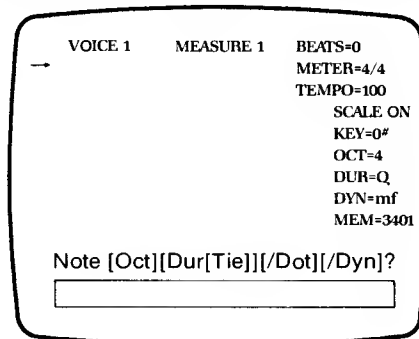 VOICE 1 MEASURE 1 BEATS=0
→ METER=4/4
TEMPO=100
SCALE ON
KEY=0#
OCT=4
DUR=Q
DYN=mf
MEM=3401
Note [Oct][Dur[Tie]][/Dot][/Dyn]?